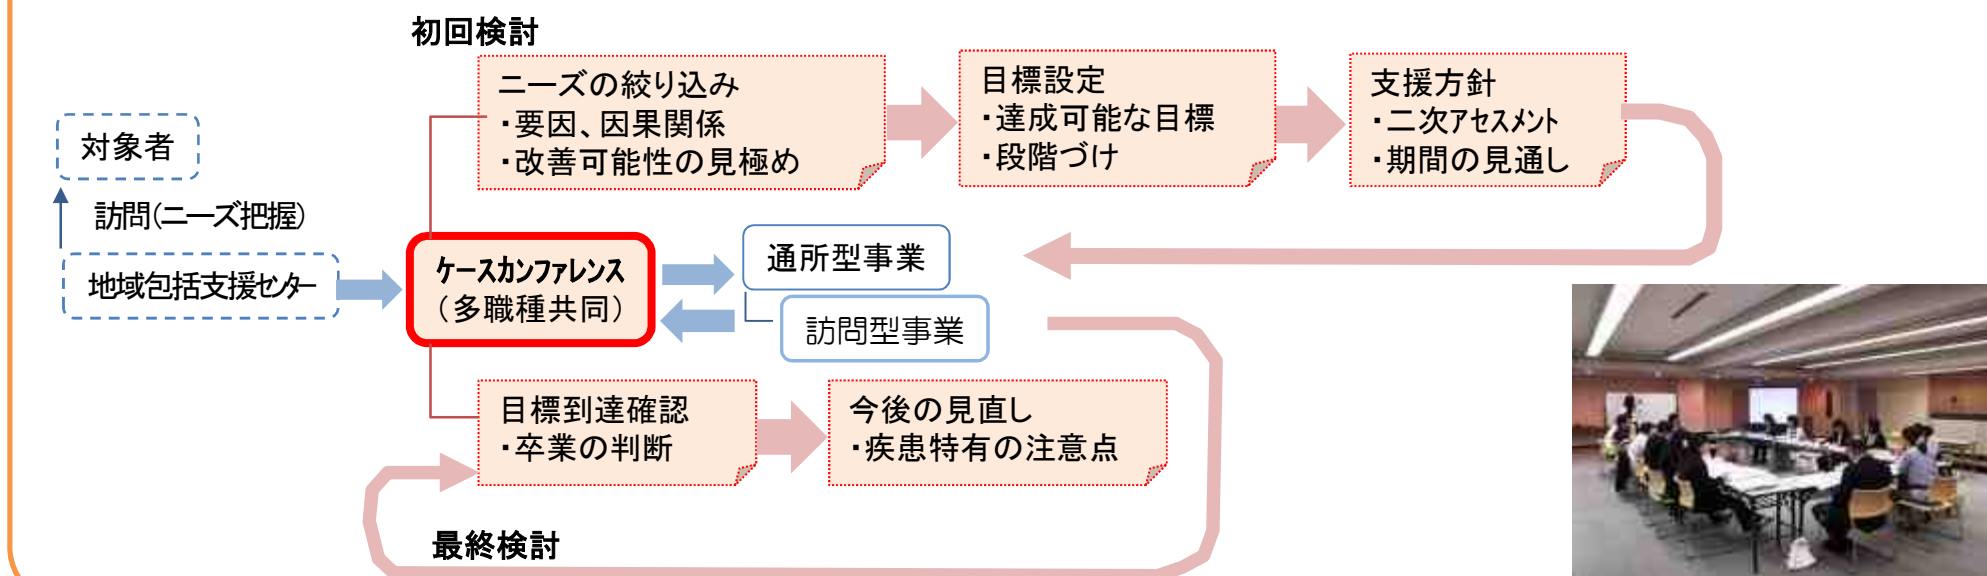 初回検討
ニーズの絞り込み
・要因、因果関係
・改善可能性の見極め
目標設定
・達成可能な目標
・段階づけ
支援方針
・二次アセスメント
・期間の見通し
対象者
訪問(ニーズ把握)
地域包括支援センター
ケースカンファレンス
（多職種共同）
通所型事業
訪問型事業
目標到達確認
・卒業の判断
今後の見直し
・疾患特有の注意点
最終検討